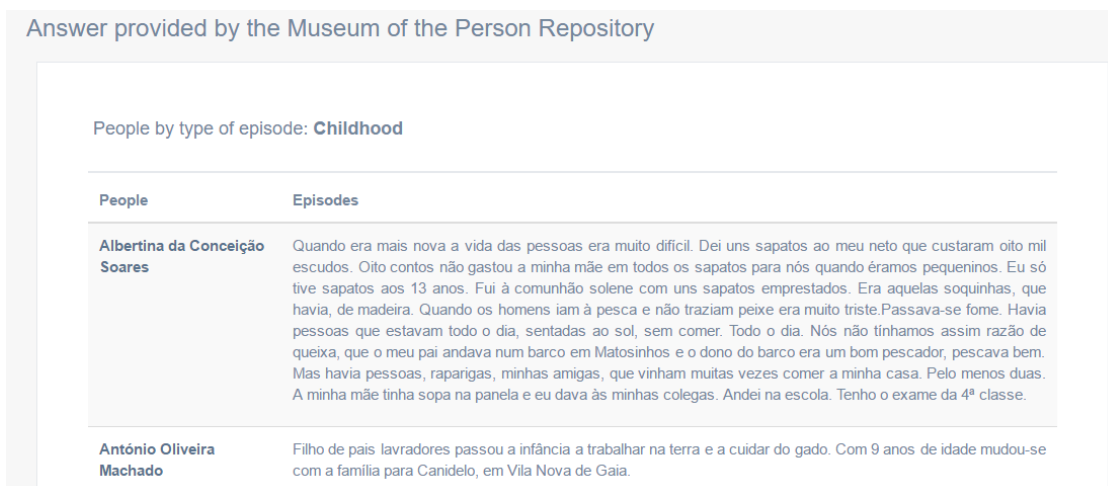 Answer provided by the Museum of the Person Repository
People by type of episode: Childhood
People Episodes
Albertina da Conceição Soares
Quando era mais nova a vida das pessoas era muito difícil. Dei uns sapatos ao meu neto que custaram oito mil
escudos. Oito contos não gastou a minha mãe em todos os sapatos para nós quando éramos pequeninos. Eu só
tive sapatos aos 13 anos. Fui à comunhão solene com uns sapatos emprestados. Era aquelas soquinhas, que
havia, de madeira. Quando os homens iam à pesca e não traziam peixe era muito triste.Passava-se fome. Havia
pessoas que estavam todo o dia, sentadas ao sol, sem comer. Todo o dia. Nós não tínhamos assim razão de
queixa, que o meu pai andava num barco em Matosinhos e o dono do barco era um bom pescador, pescava bem.
Mas havia pessoas, raparigas, minhas amigas, que vinham muitas vezes comer a minha casa. Pelo menos duas.
A minha mãe tinha sopa na panela e eu dava às minhas colegas. Andei na escola. Tenho o exame da 4ª classe.
António Oliveira
Machado
Filho de pais lavradores passou a infância a trabalhar na terra e a cuidar do gado. Com 9 anos de idade mudou-se
com a família para Canidelo, em Vila Nova de Gaia.